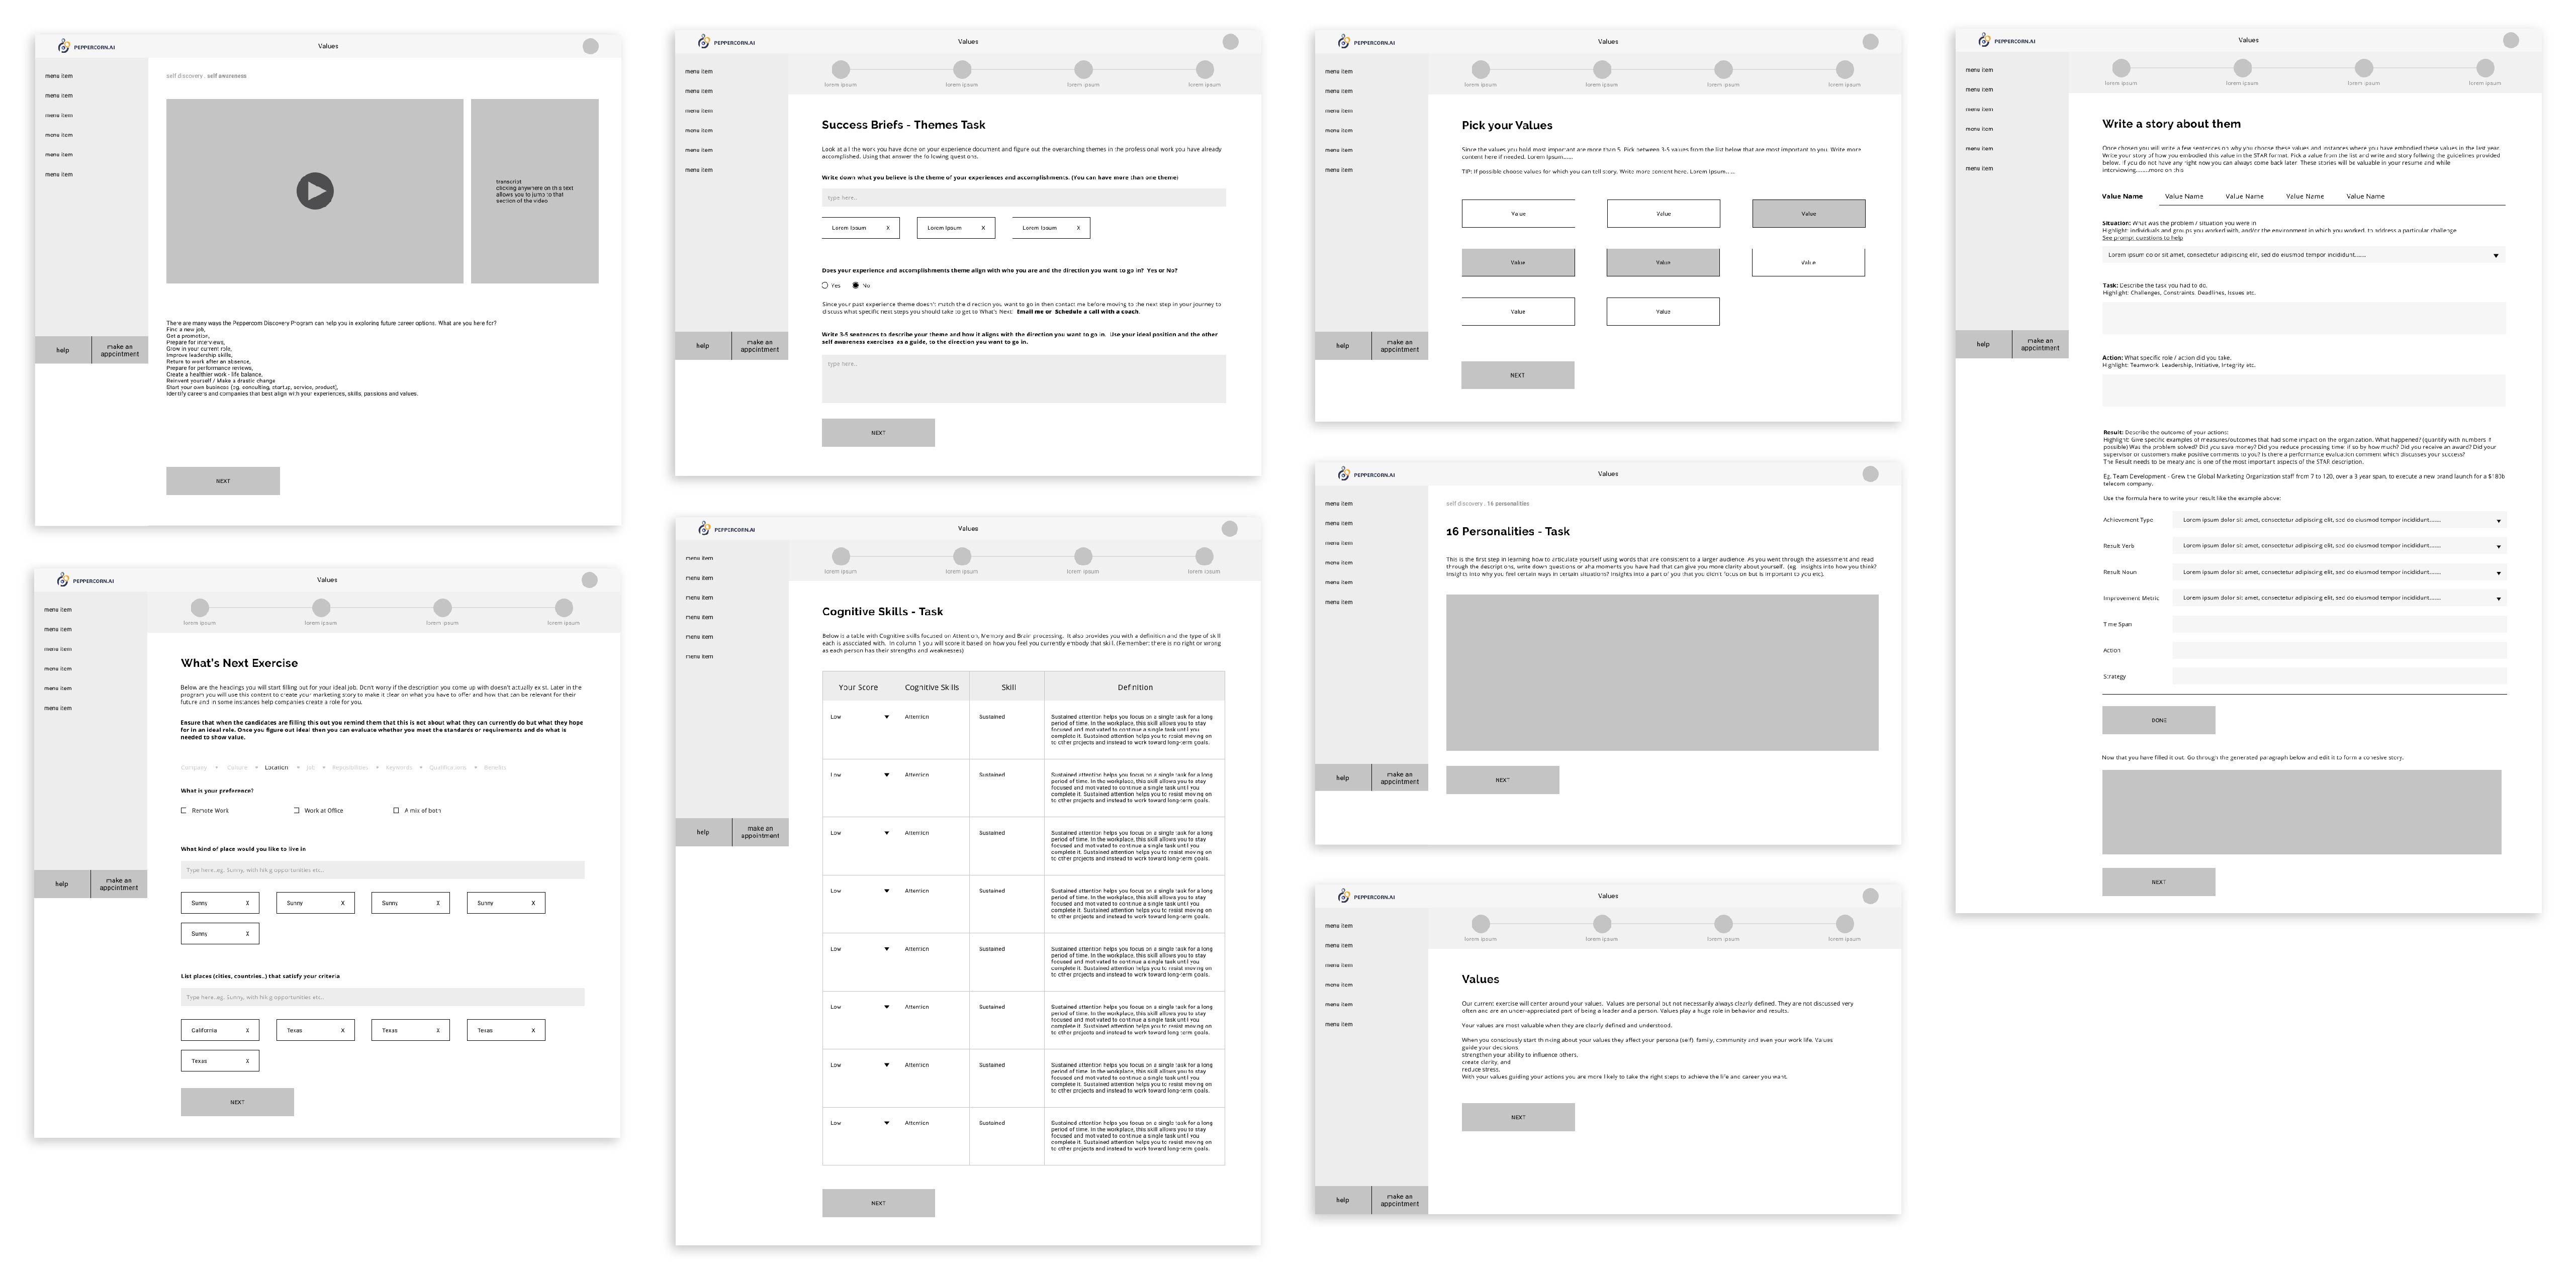 PEPPERCORN.AI
Values
menu item
menu item
menu item
menu item
menu item
menu item
help
make an
appointment
self discovery . self awareness
transcript
clicking anywhere on this text
allows you to jump to that
section of the video
There are many ways the Peppercorn Discovery Program can help you in exploring future career options. What are you here for?
Find a new job,
Get a promotion,
Prepare for interviews,
Grow in your current role,
Improve leadership skills,
Return to work after an absence,
Prepare for performance reviews,
Create a healthier work - life balance,
Reinvent yourself / Make a drastic change
Start your own business (eg. consulting, startup, service, product),
Identify careers and companies that best align with your experiences, skills, passions and values.
NEXT
PEPPERCORN.AI
Values
menu item
menu item
menu item
menu item
menu item
menu item
help
make an
appointment
lorem ipsum
lorem ipsum
lorem ipsum
lorem ipsum
What's Next Exercise
Below are the headings you will start filling out for your ideal job. Don't worry if the description you come up with doesn't actually exist. Later in the
program you will use this content to create your marketing story to make it clear on what you have to offer and how that can be relevant for their
future and in some instances help companies create a role for you.
Ensure that when the candidates are filling this out you remind them that this is not about what they can currently do but what they hope
for in an ideal role. Once you figure out ideal then you can evaluate whether you meet the standards or requirements and do what is
needed to show value.
Company • Culture • Location • Job • • Keywords • Qualifications • Benefits
What is your preference?
Remote Work
Work at Office
A mix of both
What kind of place would you like to live in
Type here..eg. Sunny, with hiking opportunities etc..
Sunny X
Sunny X
Sunny X
Sunny X
Sunny X
List places (cities, countries..) that satisfy your criteria
Type here..eg. Sunny, with hiking opportunities etc..
California X
Texas X
Texas X
Texas X
Texas X
NEXT
PEPPERCORN.AI
Values
menu item
menu item
menu item
menu item
menu item
menu item
help
make an
appointment
lorem ipsum
lorem ipsum
lorem ipsum
lorem ipsum
Success Briefs - Themes Task
Look at all the work you have done on your experience document and figure out the overarching themes in the professional work you have already
accomplished. Using that answer the following questions.
Write down what you believe is the theme of your experiences and accomplishments. (You can have more than one theme)
type here..
Lorem Ipsum X
Lorem Ipsum X
Lorem Ipsum X
Does your experience and accomplishments theme align with who you are and the direction you want to go in? Yes or No?
Yes
No
Since your past experience theme doesn't match the direction you want to go in then contact me before moving to the next step in your journey to
discuss what specific next steps you should take to get to What's Next: Email me or Schedule a call with a coach.
Write 3-5 sentences to describe your theme and how it aligns with the direction you want to go in. Use your ideal position and the other
self awareness exercises as a guide, to the direction you want to go in.
type here..
NEXT
PEPPERCORN.AI
Values
menu item
menu item
menu item
menu item
menu item
menu item
help
make an
appointment
lorem ipsum
lorem ipsum
lorem ipsum
lorem ipsum
Cognitive Skills - Task
Below is a table with Cognitive skills focused on Attention, Memory and Brain processing. It also provides you with a definition and the type of skill
each is associated with. In column 1 you will score it based on how you feel you currently embody that skill. (Remember: there is no right or wrong
as each person has their strengths and weaknesses)
Your Score Cognitive Skills Skill Definition
Low Attention Sustained Sustained attention helps you focus on a single task for a long
period of time. In the workplace, this skill allows you to stay
focused and motivated to continue a single task until you
complete it. Sustained attention helps you to resist moving on
to other projects and instead to work toward long-term goals.
Low Attention Sustained Sustained attention helps you focus on a single task for a long
period of time. In the workplace, this skill allows you to stay
focused and motivated to continue a single task until you
complete it. Sustained attention helps you to resist moving on
to other projects and instead to work toward long-term goals.
Low Attention Sustained Sustained attention helps you focus on a single task for a long
period of time. In the workplace, this skill allows you to stay
focused and motivated to continue a single task until you
complete it. Sustained attention helps you to resist moving on
to other projects and instead to work toward long-term goals.
Low Attention Sustained Sustained attention helps you focus on a single task for a long
period of time. In the workplace, this skill allows you to stay
focused and motivated to continue a single task until you
complete it. Sustained attention helps you to resist moving on
to other projects and instead to work toward long-term goals.
Low Attention Sustained Sustained attention helps you focus on a single task for a long
period of time. In the workplace, this skill allows you to stay
focused and motivated to continue a single task until you
complete it. Sustained attention helps you to resist moving on
to other projects and instead to work toward long-term goals.
Low Attention Sustained Sustained attention helps you focus on a single task for a long
period of time. In the workplace, this skill allows you to stay
focused and motivated to continue a single task until you
complete it. Sustained attention helps you to resist moving on
to other projects and instead to work toward long-term goals.
Low Attention Sustained Sustained attention helps you focus on a single task for a long
period of time. In the workplace, this skill allows you to stay
focused and motivated to continue a single task until you
complete it. Sustained attention helps you to resist moving on
to other projects and instead to work toward long-term goals.
Low Attention Sustained Sustained attention helps you focus on a single task for a long
period of time. In the workplace, this skill allows you to stay
focused and motivated to continue a single task until you
complete it. Sustained attention helps you to resist moving on
to other projects and instead to work toward long-term goals.
NEXT
PEPPERCORN.AI
Values
menu item
menu item
menu item
menu item
menu item
menu item
help
make an
appointment
lorem ipsum
lorem ipsum
lorem ipsum
lorem ipsum
Pick your Values
Since the values you hold most important are more than 5. Pick between 3-5 values from the list below that are most important to you. Write more
content here if needed. Lorem Ipsum......
TIP: If possible choose values for which you can tell story. Write more content here. Lorem Ipsum.....
Value
Value
Value
Value
Value
Value
Value
Value
NEXT
PEPPERCORN.AI
Values
menu item
menu item
menu item
menu item
menu item
menu item
help
make an
appointment
self discovery . 16 personalities
16 Personalities - Task
This is the first step in learning how to articulate yourself using words that are consistent to a larger audience. As you went through the assessment and read
through the descriptions, write down questions or aha moments you have had that can give you more clarity about yourself. (eg. insights into how you think?
Insights into why you feel certain ways in certain situations? Insights into a part of you that you didn't focus on but is important to you etc).
NEXT
PEPPERCORN.AI
Values
menu item
menu item
menu item
menu item
menu item
menu item
help
make an
appointment
lorem ipsum
lorem ipsum
lorem ipsum
lorem ipsum
Values
Our current exercise will center around your values. Values are personal but not necessarily always clearly defined. They are not discussed very
often and are an under-appreciated part of being a leader and a person. Values play a huge role in behavior and results.
Your values are most valuable when they are clearly defined and understood.
When you consciously start thinking about your values they affect your persona (self) family, community and even your work life. Values
guide your decisions
strengthen your ability to influence others,
create clarity, and
reduce stress.
With your values guiding your actions you are more likely to take the right steps to achieve the life and career you want.
NEXT
PEPPERCORN.AI
Values
menu item
menu item
menu item
menu item
menu item
menu item
help
make an
appointment
lorem ipsum
lorem ipsum
lorem ipsum
lorem ipsum
Write a story about them
Once chosen you will write a few sentences on why you choose these values and instances where you have embodied these values in the last year.
Write your story of how you embodied this value in the STAR format. Pick a value from the list and write and story following the guidelines provided
below. If you do not have any right now you can always come back later. These stories will be valuable in your resume and while
interviewing........more on this
Value Name Value Name Value Name Value Name Value Name
Situation: What was the problem / situation you were in
Highlight: individuals and groups you worked with, and/or the environment in which you worked, to address a particular challenge
See prompt questions to help
Lorem ipsum do or sit amet, consectetur adipiscing elit, sed do eiusmod tempor incididunt.......
Task: Describe the task you had to do.
Highlight: Challenges, Constraints, Deadlines, Issues etc.
Action: What specific role / action did you take.
Highlight: Teamwork, Leadership, Initiative, Integrity etc.
Result: Describe the outcome of your actions:
Highlight: Give specific examples of measures/outcomes that had some impact on the organization. What happened? (quantify with numbers if
possible) Was the problem solved? Did you save money? Did you reduce processing time: if so by how much? Did you receive an award? Did your
supervisor or customers make positive comments to you? Is there a performance evaluation comment which discusses your success?
The Result needs to be meaty and is one of the most important aspects of the STAR description.
Eg. Team Development - Grew the Global Marketing Organization staff from 7 to 120, over a 3 year span, to execute a new brand launch for a $180b
telecom company.
Use the formula here to write your result like the example above:
Achievement Type Lorem ipsum dolor sit amet, consectetur adipiscing elit, sed do eiusmod tempor incididunt.......
Result Verb Lorem ipsum dolor sit amet, consectetur adipiscing elit, sed do eiusmod tempor incididunt.......
Result Noun Lorem ipsum dolor sit amet, consectetur adipiscing elit, sed do eiusmod tempor incididunt.......
Improvement Metric Lorem ipsum dolor sit amet, consectetur adipiscing elit, sed do eiusmod tempor incididunt.......
Time Span
Action
Strategy
DONE
Now that you have filled it out. Go through the generated paragraph below and edit it to form a cohesive story.
NEXT